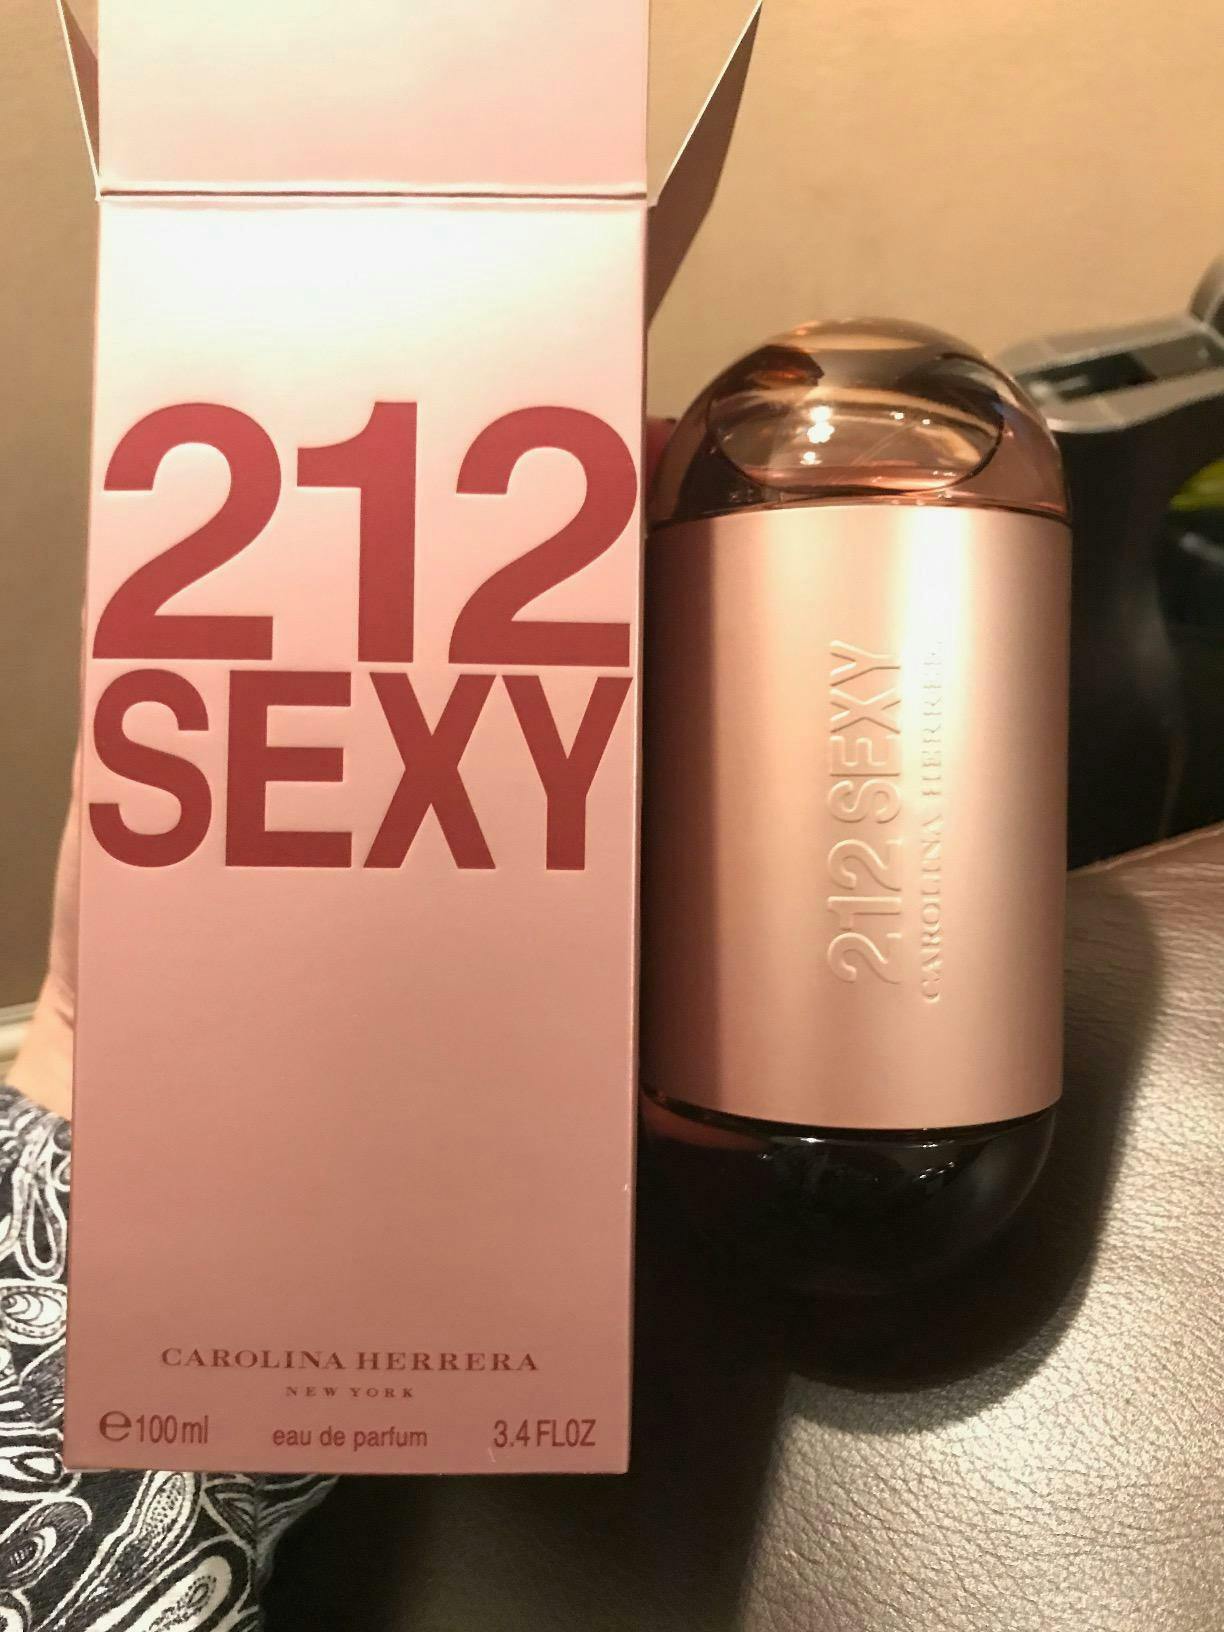 212
SEXY
CAROLINA HERRERA
NEW YORK
℮100ml eau de parfum 3.4 FLOZ
212 SEXY
CAROLINA HERRERA